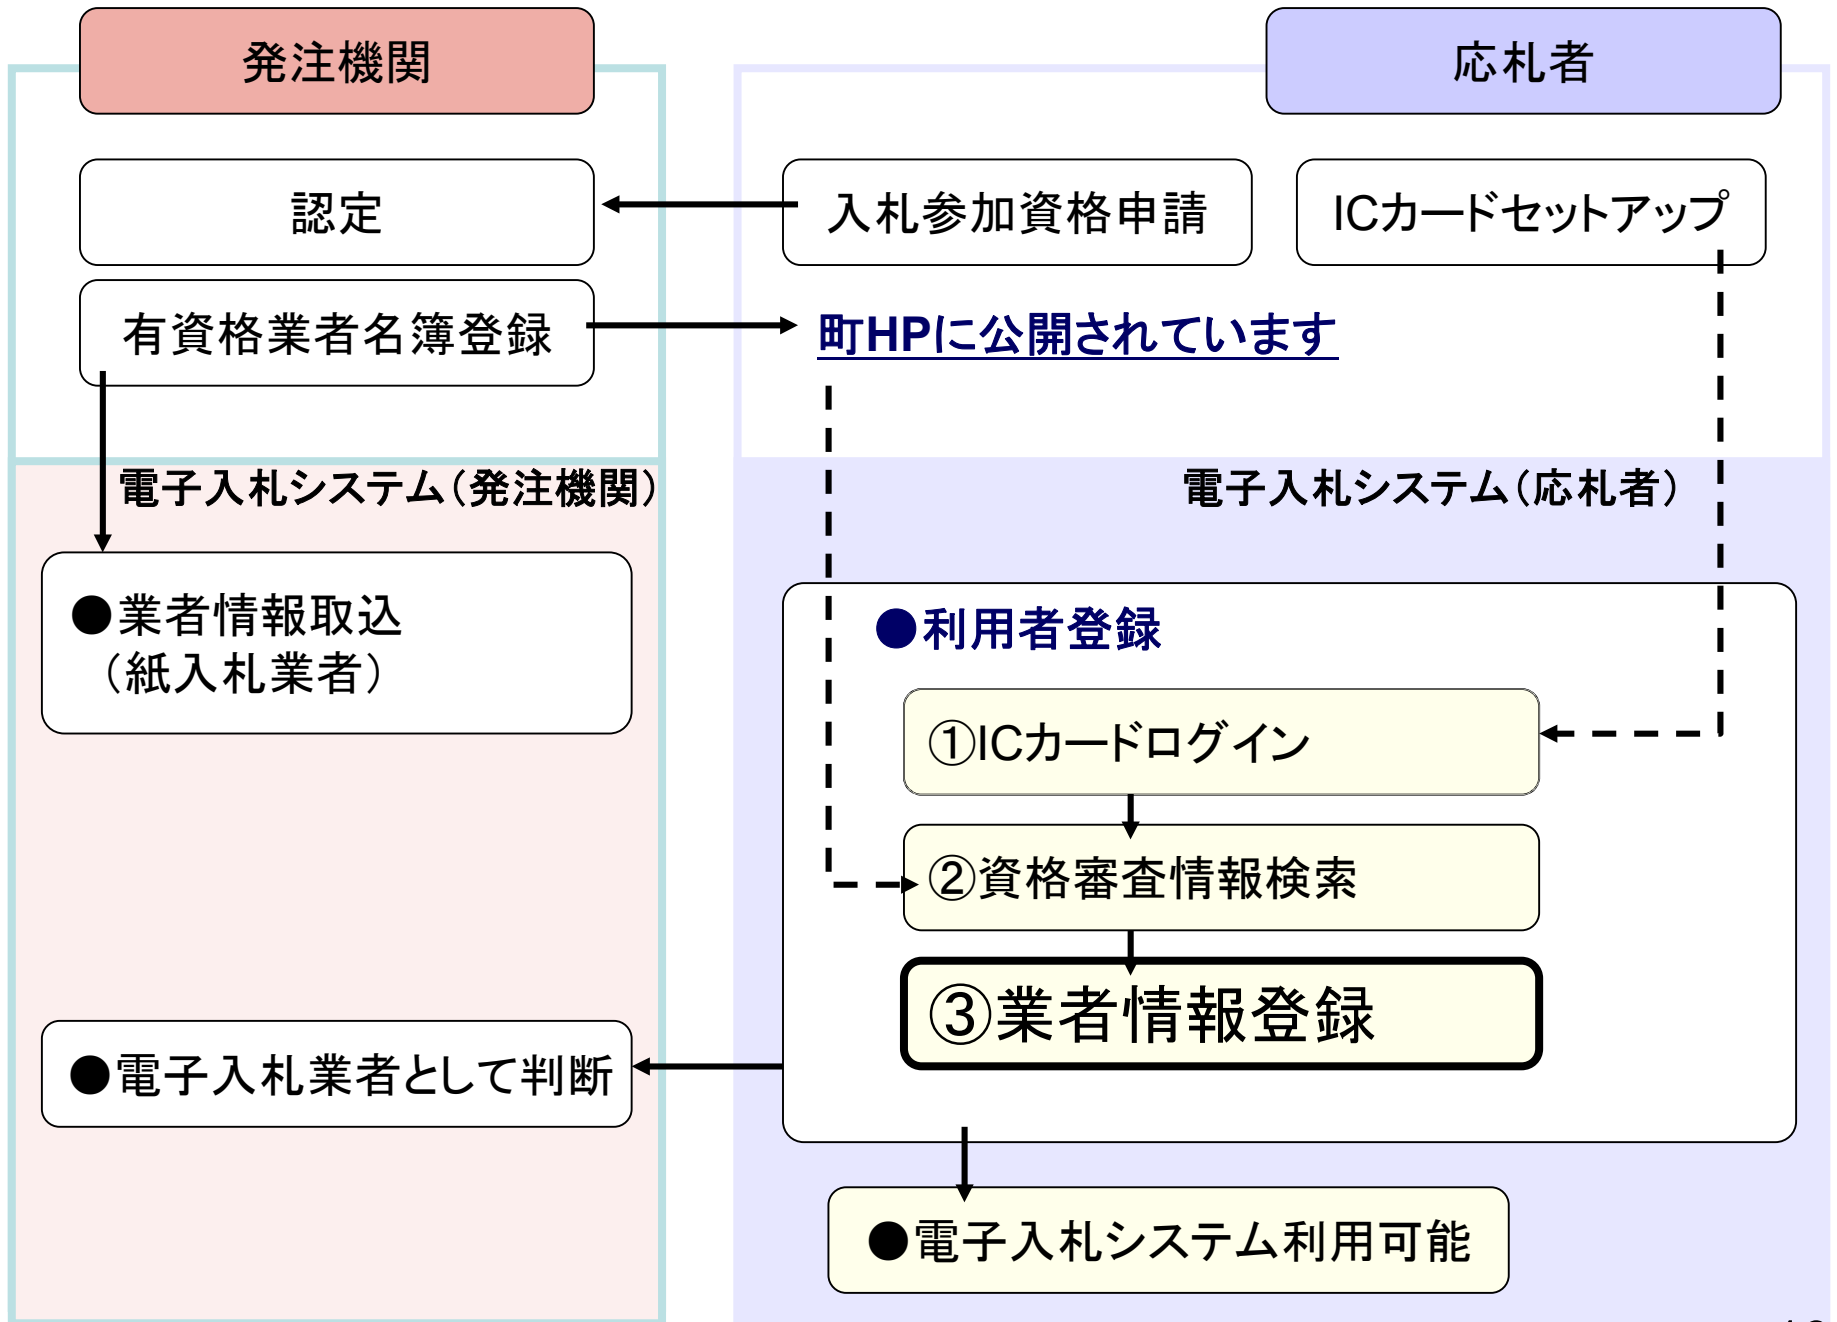 発注機関
応札者
認定
入札参加資格申請
ICカードセットアップ
有資格業者名簿登録
町HPに公開されています
電子入札システム（発注機関）
電子入札システム（応札者）
●業者情報取込
（紙入札業者）
●利用者登録
①ICカードログイン
②資格審査情報検索
③業者情報登録
●電子入札業者として判断
●電子入札システム利用可能